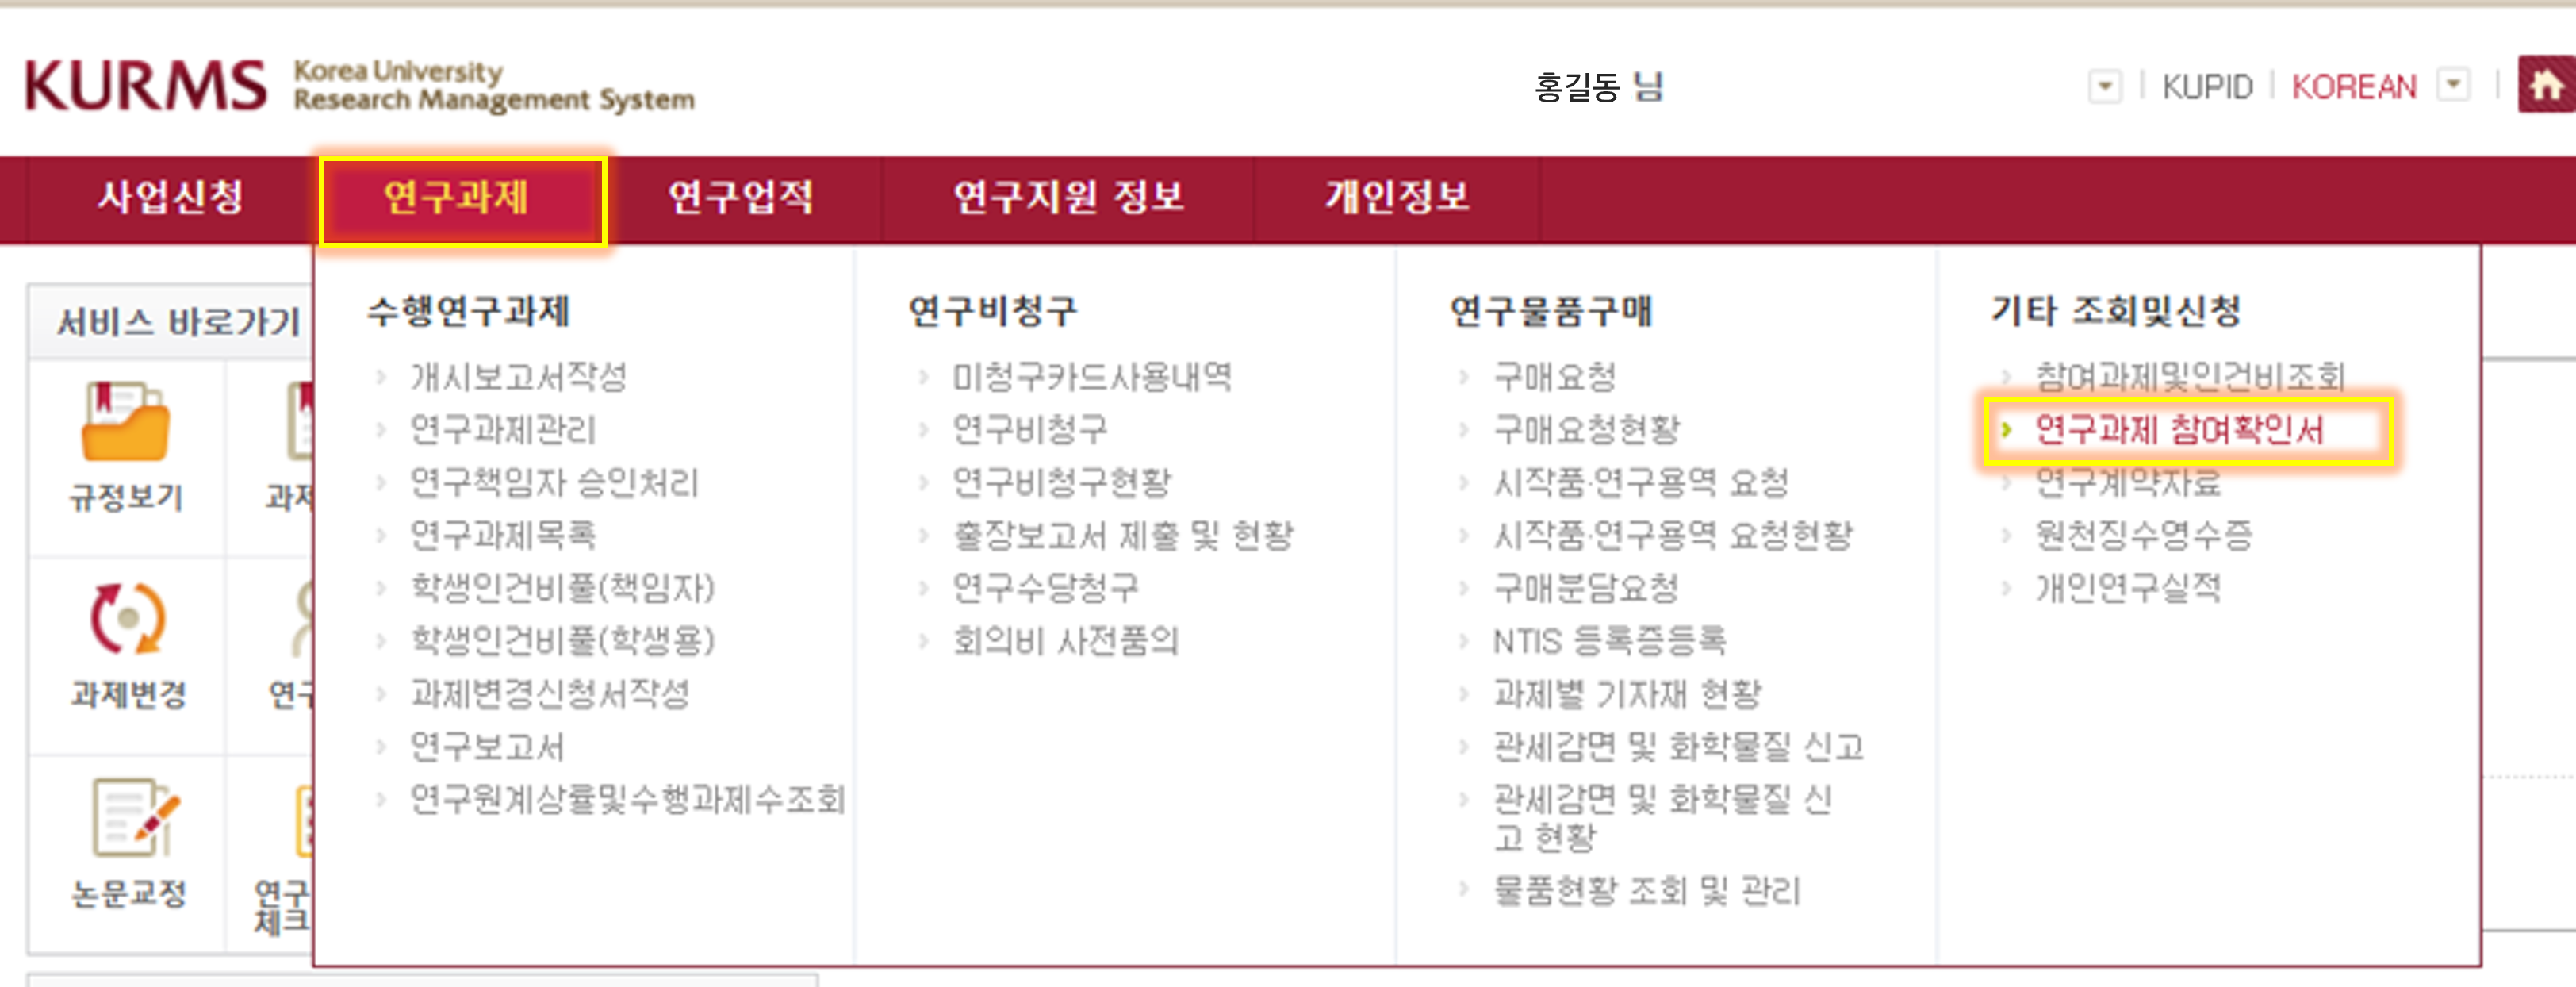 KURMS Korea University
Research Management System
홍길동 님
KUPID
KOREAN
사업신청
연구과제
연구업적
연구지원 정보
개인정보
서비스 바로가기
규정보기
과제변경
논문교정
연구
체크
수행연구과제
개시보고서작성
연구과제관리
연구책임자 승인처리
연구과제목록
학생인건비풀(책임자)
학생인건비풀(학생용)
과제변경신청서작성
연구보고서
연구원계상률및수행과제수조회
연구비청구
미청구카드사용내역
연구비청구
연구비청구현황
출장보고서 제출 및 현황
연구수당청구
회의비 사전품의
연구물품구매
구매요청
구매요청현황
시작품·연구용역 요청
시작품·연구용역 요청현황
구매분담요청
NTIS 등록증등록
과제별 기자재 현황
관세감면 및 화학물질 신고
관세감면 및 화학물질 신
고 현황
물품현황 조회 및 관리
기타 조회및신청
참여과제및인건비조회
연구과제 참여확인서
연구계약자료
원천징수영수증
개인연구실적